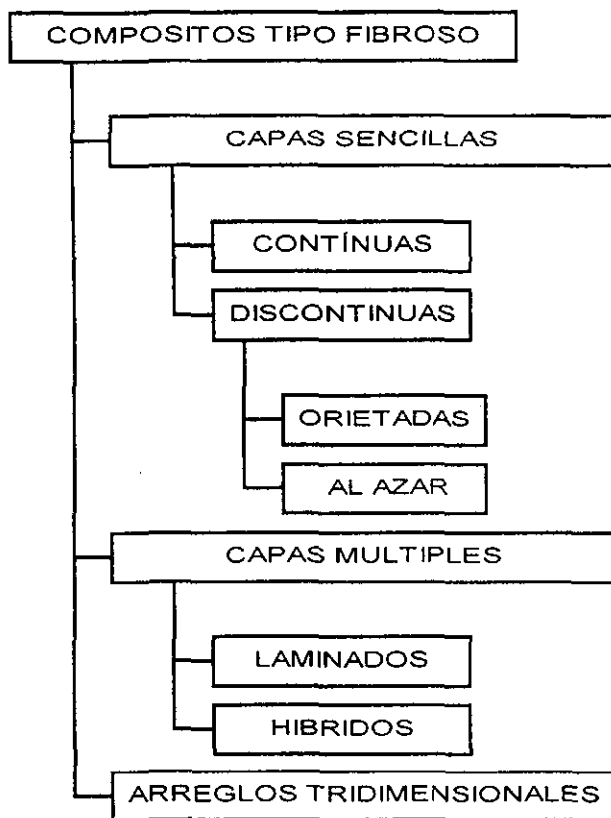 COMPOSITOS TIPO FIBROSO
CAPAS SENCILLAS
CONTÍNUAS
DISCONTINUAS
ORIETADAS
AL AZAR
CAPAS MULTIPLES
LAMINADOS
HIBRIDOS
ARREGLOS TRIDIMENSIONALES